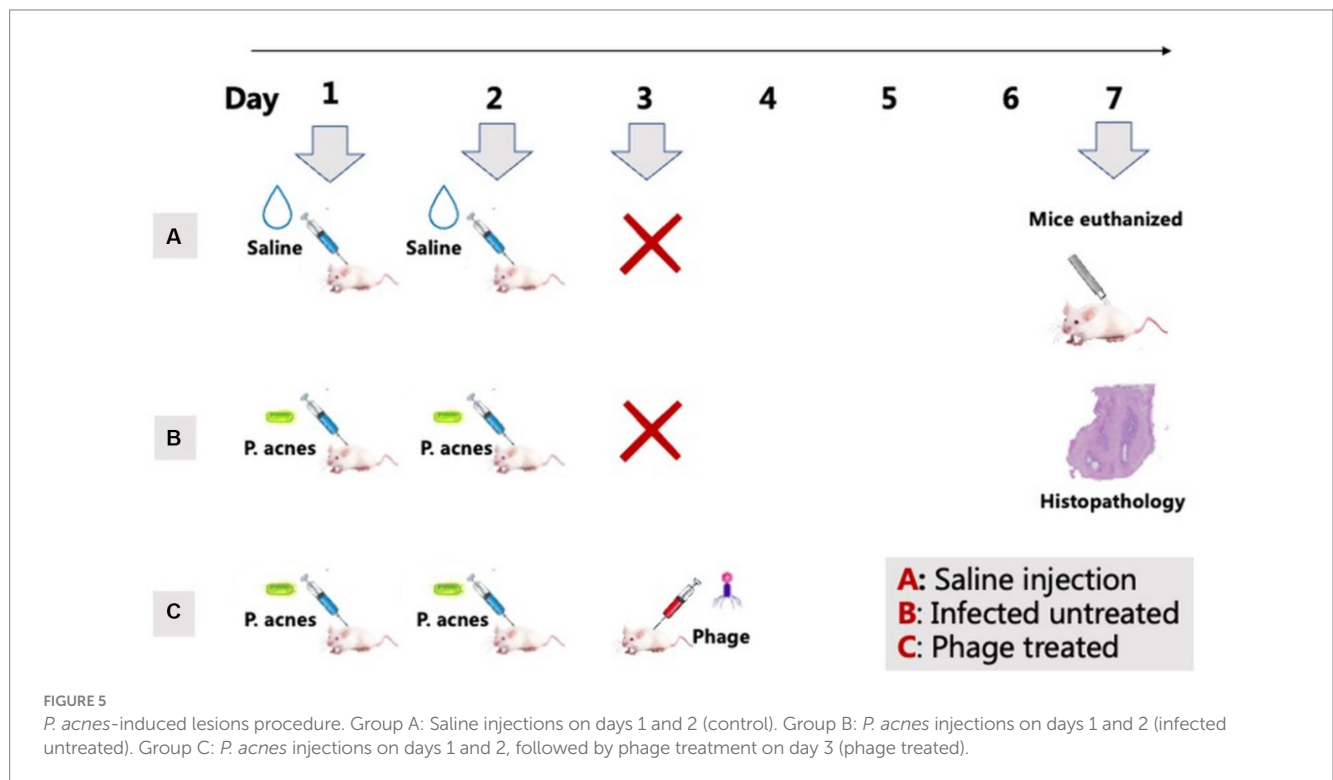 Day 1 2 3 4 5 6 7
A
Saline
Saline
Mice euthanized
B
P. acnes
P. acnes
Histopathology
C
P. acnes
P. acnes
Phage
A: Saline injection
B: Infected untreated
C: Phage treated
FIGURE 5
P. acnes-induced lesions procedure. Group A: Saline injections on days 1 and 2 (control). Group B: P. acnes injections on days 1 and 2 (infected
untreated). Group C: P. acnes injections on days 1 and 2, followed by phage treatment on day 3 (phage treated).